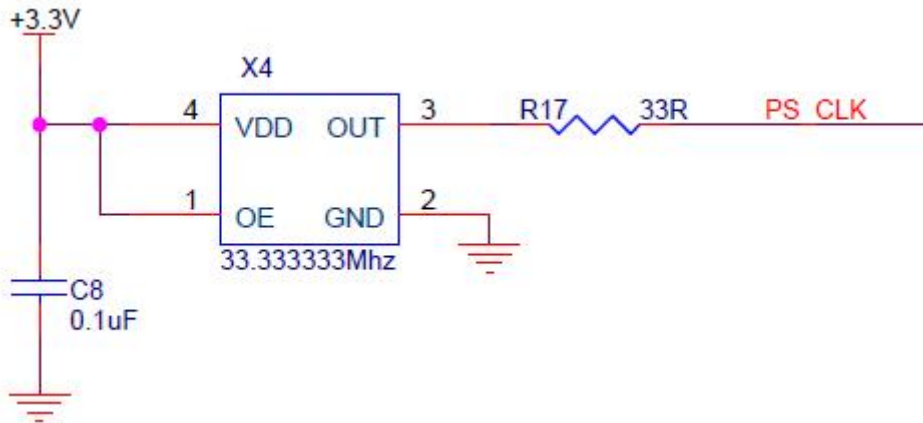 +3.3V
X4
4 VDD OUT 3 R17 33R PS_CLK
1 OE GND 2
33.333333Mhz
C8
0.1uF